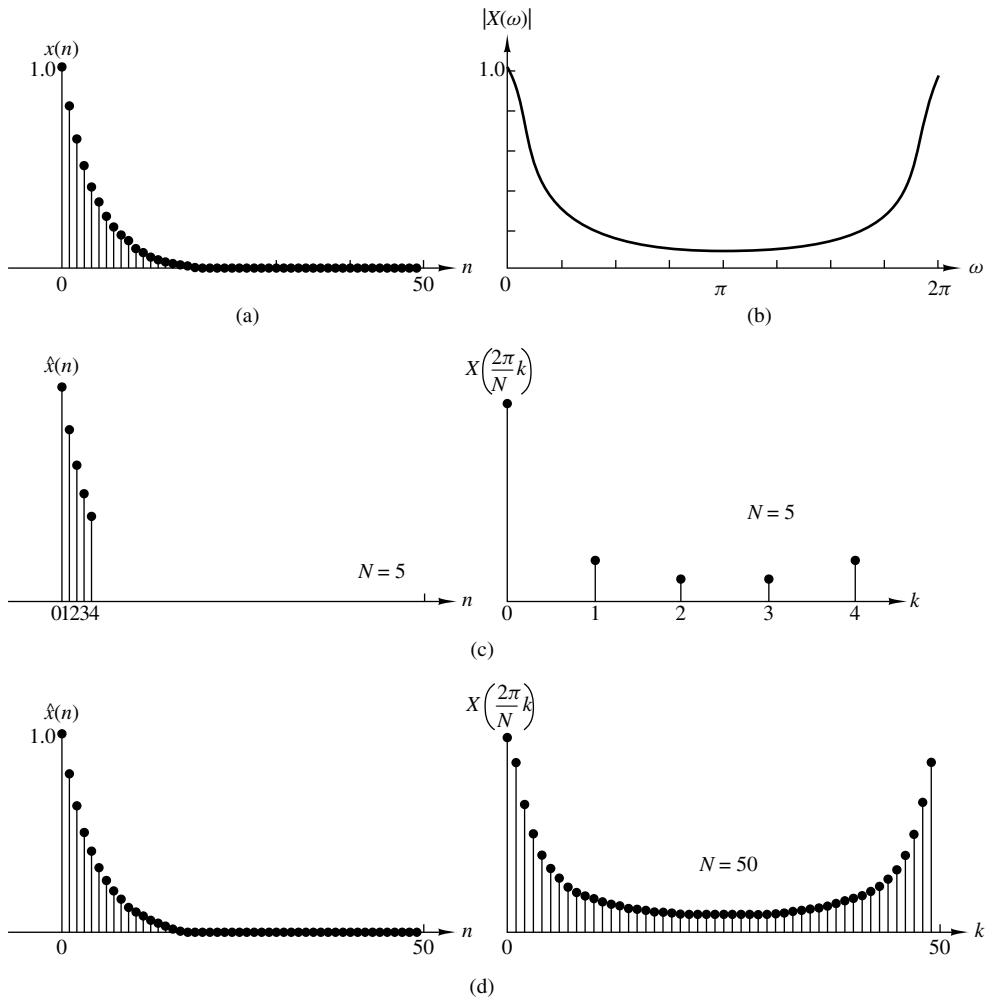 x(n)
1.0
0
50
n
(a)
|X(ω)|
1.0
0
π
2π
ω
(b)
x̂(n)
N = 5
01234
n
X(2π/N k)
N = 5
0 1 2 3 4
k
(c)
x̂(n)
1.0
0
50
n
X(2π/N k)
N = 50
0
50
k
(d)